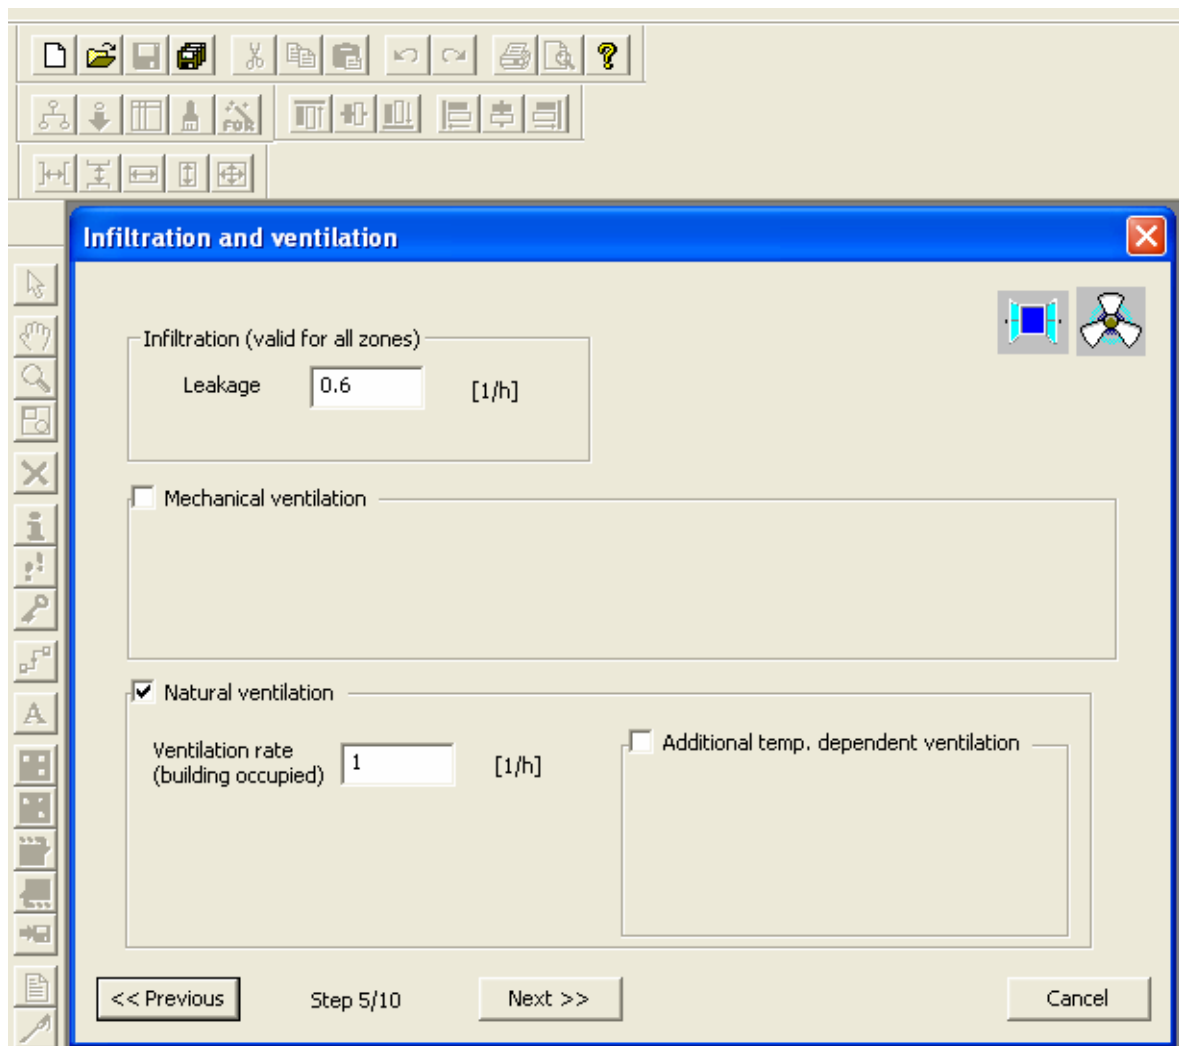 FOR
Infiltration and ventilation
Infiltration (valid for all zones)
Leakage 0.6 [1/h]
Mechanical ventilation
Natural ventilation
Ventilation rate
(building occupied) 1 [1/h]
Additional temp. dependent ventilation
<< Previous Step 5/10 Next >> Cancel